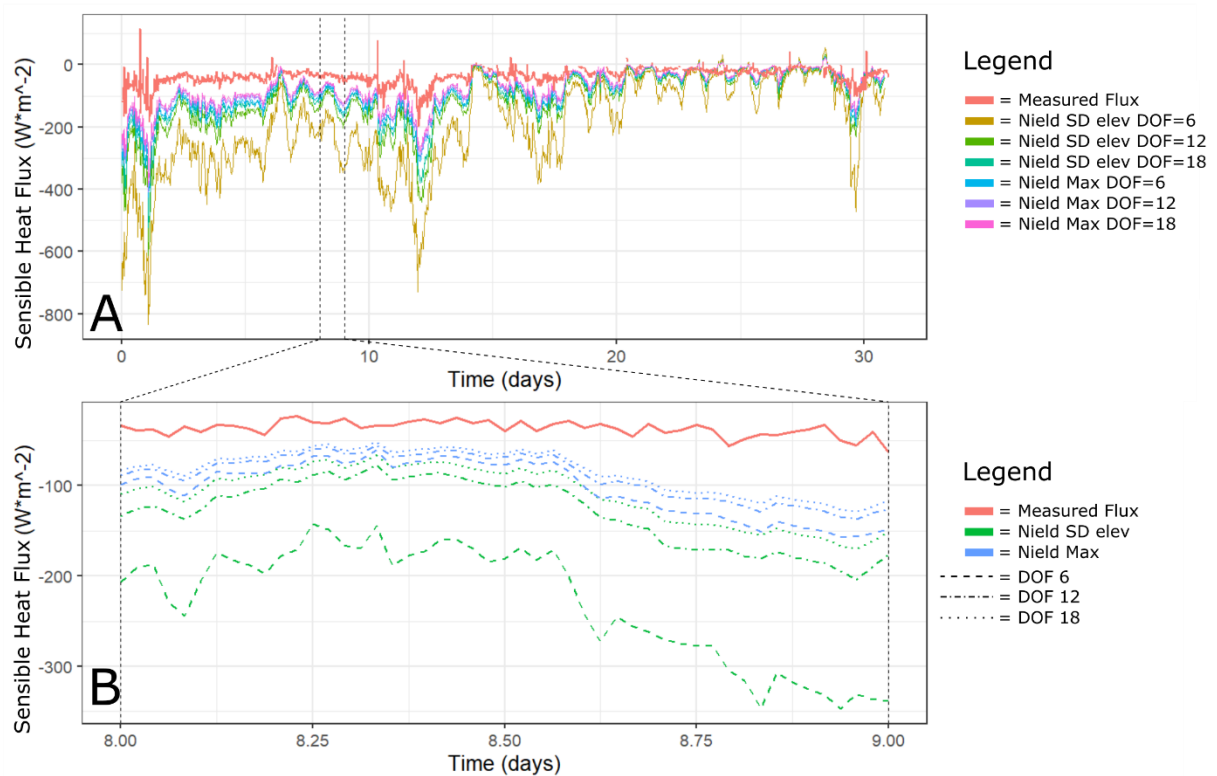 Sensible Heat Flux (W*m^-2)
0
-200
-400
-600
-800
A
0
10
20
30
Time (days)
Legend
= Measured Flux
= Nield SD elev DOF=6
= Nield SD elev DOF=12
= Nield SD elev DOF=18
= Nield Max DOF=6
= Nield Max DOF=12
= Nield Max DOF=18
Sensible Heat Flux (W*m^-2)
-100
-200
-300
B
8.00
8.25
8.50
8.75
9.00
Time (days)
Legend
= Measured Flux
= Nield SD elev
= Nield Max
= DOF 6
= DOF 12
= DOF 18